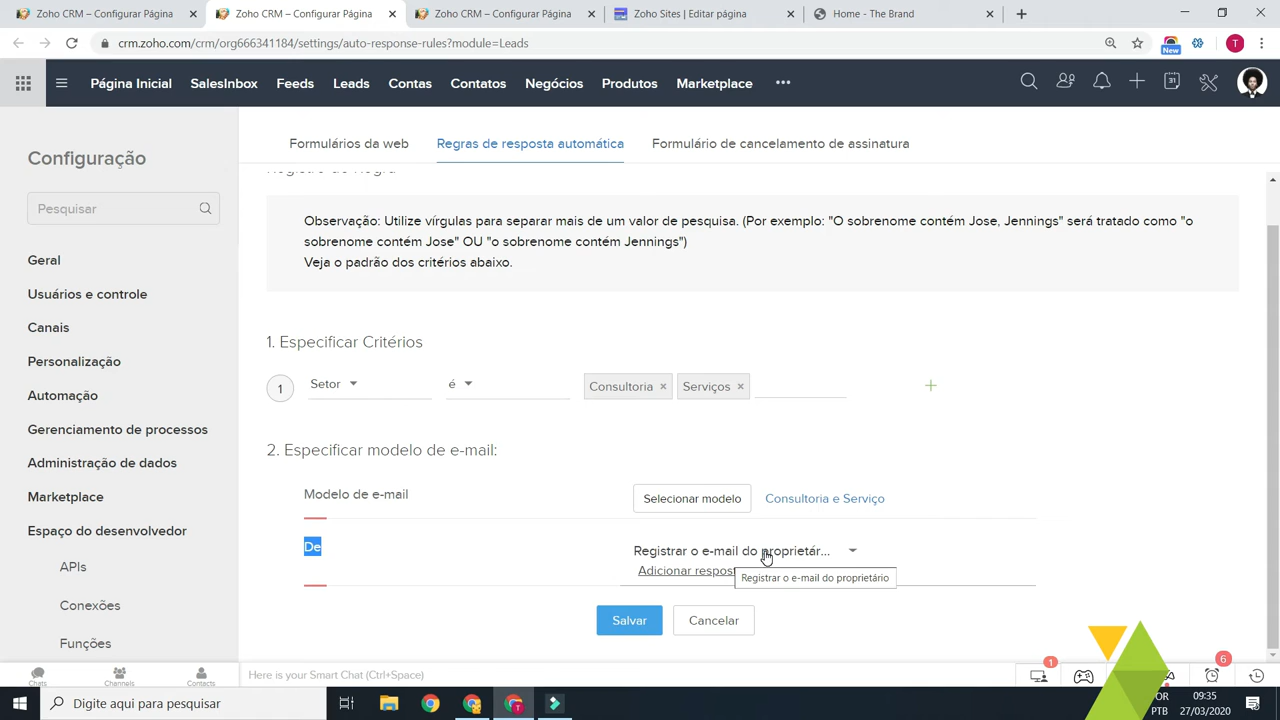 Zoho CRM – Configurar Página
Zoho CRM – Configurar Página
Zoho CRM – Configurar Página
Zoho Sites | Editar página
Home - The Brand
crm.zoho.com/crm/org666341184/settings/auto-response-rules?module=Leads
New
T
Página Inicial
SalesInbox
Feeds
Leads
Contas
Contatos
Negócios
Produtos
Marketplace
31
Configuração
Pesquisar
Geral
Usuários e controle
Canais
Personalização
Automação
Gerenciamento de processos
Administração de dados
Marketplace
Espaço do desenvolvedor
APIs
Conexões
Funções
Formulários da web
Regras de resposta automática
Formulário de cancelamento de assinatura
Observação: Utilize vírgulas para separar mais de um valor de pesquisa. (Por exemplo: "O sobrenome contém Jose, Jennings" será tratado como "o
sobrenome contém Jose" OU "o sobrenome contém Jennings")
Veja o padrão dos critérios abaixo.
1. Especificar Critérios
1
Setor
é
Consultoria ×
Serviços ×
2. Especificar modelo de e-mail:
Modelo de e-mail
Selecionar modelo
Consultoria e Serviço
De
Registrar o e-mail do proprietár...
Adicionar respost
Registrar o e-mail do proprietário
Salvar
Cancelar
Chats
Channels
Contacts
Here is your Smart Chat (Ctrl+Space)
1
6
Digite aqui para pesquisar
T
POR
PTB
09:35
27/03/2020